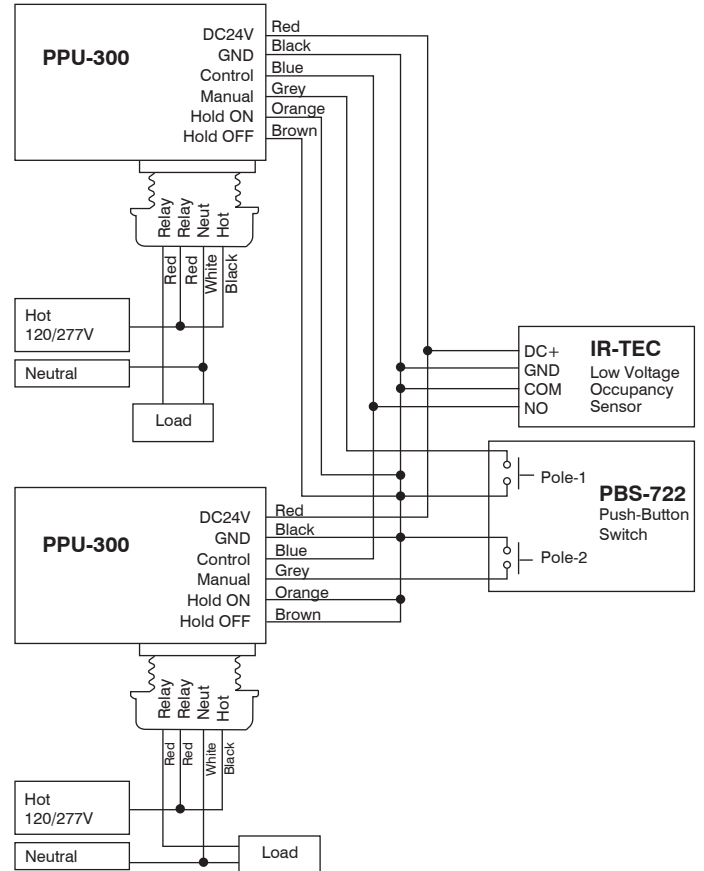 PPU-300
DC24V
GND
Control
Manual
Hold ON
Hold OFF
Red
Black
Blue
Grey
Orange
Brown
Relay
Relay
Neut
Hot
Red
Red
White
Black
Hot
120/277V
Neutral
Load
DC+
GND
COM
NO
IR-TEC
Low Voltage
Occupancy
Sensor
Pole-1
Pole-2
PBS-722
Push-Button
Switch
PPU-300
DC24V
GND
Control
Manual
Hold ON
Hold OFF
Red
Black
Blue
Grey
Orange
Brown
Relay
Relay
Neut
Hot
Red
Red
White
Black
Hot
120/277V
Neutral
Load